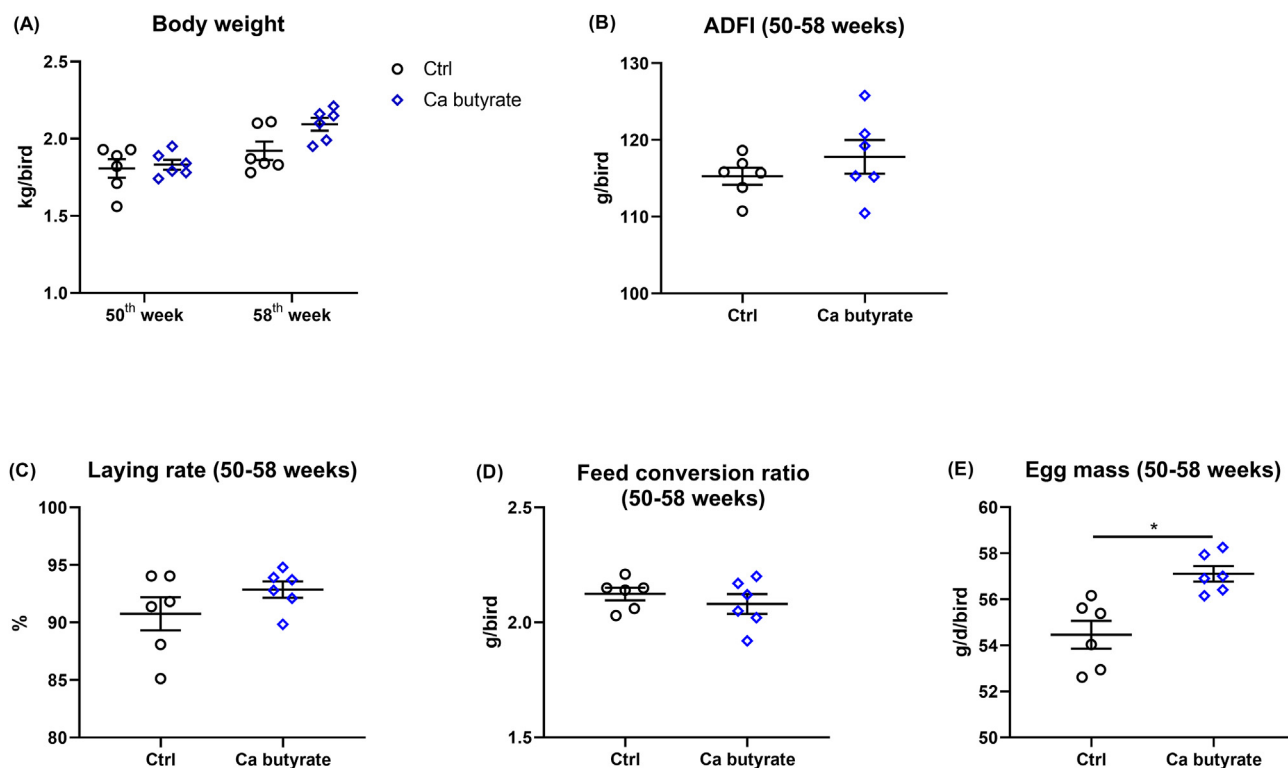 (A) Body weight
kg/bird
2.5
2.0
1.5
1.0
50th week
58th week
Ctrl
Ca butyrate
(B) ADFI (50-58 weeks)
g/bird
130
120
110
100
Ctrl
Ca butyrate
(C) Laying rate (50-58 weeks)
%
100
95
90
85
80
Ctrl
Ca butyrate
(D) Feed conversion ratio
(50-58 weeks)
g/bird
2.5
2.0
1.5
Ctrl
Ca butyrate
(E) Egg mass (50-58 weeks)
g/d/bird
60
58
56
54
52
50
*
Ctrl
Ca butyrate